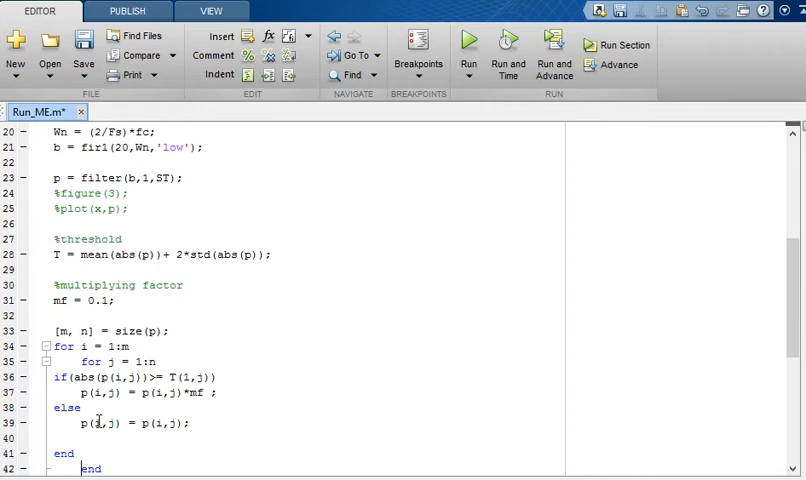 EDITOR PUBLISH VIEW
Find Files
Compare
Print
New Open Save
FILE
Insert
Comment
Indent
EDIT
Go To
Find
NAVIGATE
Breakpoints
BREAKPOINTS
Run Run and Time Run and Advance
Run Section
Advance
RUN
Run_ME.m* ×
20 – Wn = (2/Fs)*fc;
21 – b = fir1(20,Wn,'low');
22
23 – p = filter(b,1,ST);
24 %figure(3);
25 %plot(x,p);
26
27 %threshold
28 – T = mean(abs(p))+ 2*std(abs(p));
29
30 %multiplying factor
31 – mf = 0.1;
32
33 – [m, n] = size(p);
34 – for i = 1:m
35 – for j = 1:n
36 – if(abs(p(i,j))>= T(1,j))
37 – p(i,j) = p(i,j)*mf ;
38 – else
39 – p(i,j) = p(i,j);
40
41 – end
42 – end